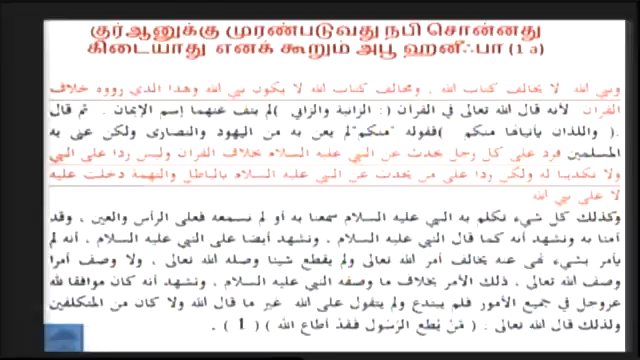 குர்ஆனுக்கு முரண்படுவது நபி சொன்னது
கிடையாது எனக் கூறும் அபூ ஹனீஃபா (1 a)
ونبي الله لا يخالف كتاب الله ، ومخالف كتاب الله لا يكون نبي الله وهذا الذي رووه خلاف
القرآن لأنه قال الله تعالى في القرآن ( : الزانية والزاني )لم ينف عنهما إسم الإيمان . ثم قال
.( واللذان يأتيانها منكم )فقوله "منكم"لم يعن به من اليهود والنصارى ولكن عنى به
المسلمين فرد على كل رجل يحدث عن النبي عليه السلام بخلاف القرآن وليس ردا على النبي
ولا تكذيبا له ولكن ردا على من يحدث عن النبي عليه السلام بالباطل والتهمة دخلت عليه
لا على نبي الله
وكذلك كل شيء تكلم به النبي عليه السلام سمعنا به أو لم نسمعه فعلى الرأس والعين ، وقد
آمنا به ونشهد أنه كما قال النبي عليه السلام ، ونشهد أيضا على النبي عليه السلام ، أنه لم
يأمر بشيء نهى عنه يخالف أمر الله تعالى ولم يقطع شيئا وصله الله تعالى ، ولا وصف أمرا
وصف الله تعالى ، ذلك الأمر بخلاف ما وصفه النبي عليه السلام ، ونشهد أنه كان موافقا لله
عزوجل في جميع الأمور فلم يبتدع ولم يتقول على الله غير ما قال الله ولا كان من المتكلفين
ولذلك قال الله تعالى : ( مَنْ يُطِعِ الرَّسُولَ فَقَدْ أَطَاعَ الله ) ( 1 ) .